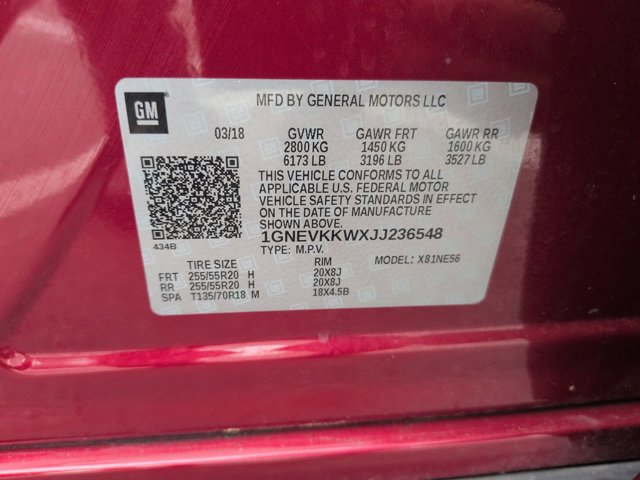 GM
MFD BY GENERAL MOTORS LLC
03/18 GVWR GAWR FRT GAWR RR
2800 KG 1450 KG 1600 KG
6173 LB 3196 LB 3527 LB
THIS VEHICLE CONFORMS TO ALL
APPLICABLE U.S. FEDERAL MOTOR
VEHICLE SAFETY STANDARDS IN EFFECT
ON THE DATE OF MANUFACTURE
SHOWN ABOVE.
434B
1GNEVKKWXJJ236548
TYPE: M.P.V. MODEL: X81NE56
TIRE SIZE RIM
FRT 255/55R20 H 20X8J
RR 255/55R20 H 20X8J
SPA T135/70R18 M 18X4.5B